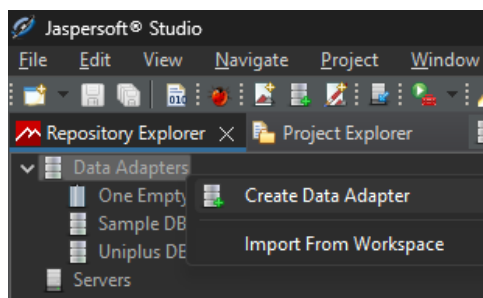 Jaspersoft® Studio
File Edit View Navigate Project Window
Repository Explorer Project Explorer
Data Adapters
One Empty
Create Data Adapter
Sample DB
Uniplus DB
Import From Workspace
Servers